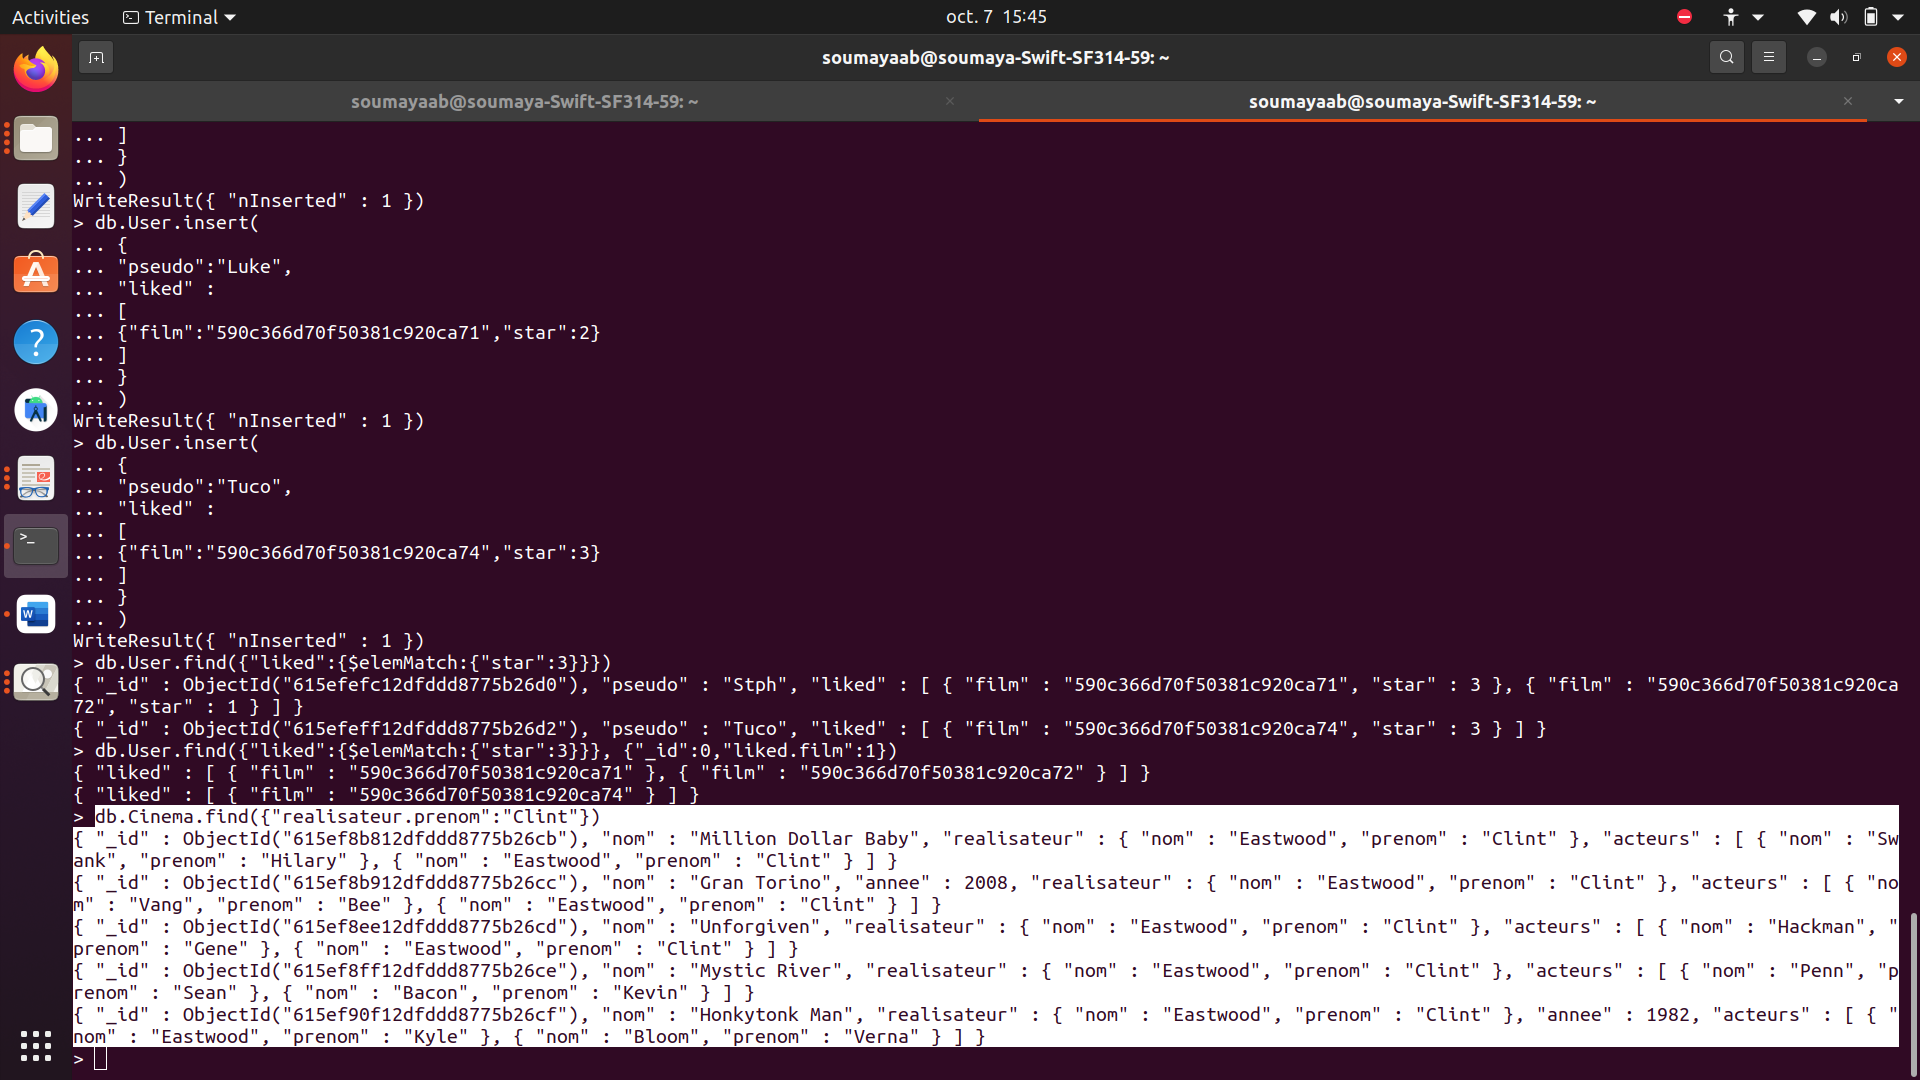 Activities
Terminal
oct. 7 15:45
soumayaab@soumaya-Swift-SF314-59: ~
soumayaab@soumaya-Swift-SF314-59: ~
soumayaab@soumaya-Swift-SF314-59: ~
... ]
... }
... )
WriteResult({ "nInserted" : 1 })
> db.User.insert(
... {
... "pseudo":"Luke",
... "liked" :
... [
... {"film":"590c366d70f50381c920ca71","star":2}
... ]
... }
... )
WriteResult({ "nInserted" : 1 })
> db.User.insert(
... {
... "pseudo":"Tuco",
... "liked" :
... [
... {"film":"590c366d70f50381c920ca74","star":3}
... ]
... }
... )
WriteResult({ "nInserted" : 1 })
> db.User.find({"liked":{$elemMatch:{"star":3}}})
{ "_id" : ObjectId("615efefc12dfddd8775b26d0"), "pseudo" : "Stph", "liked" : [ { "film" : "590c366d70f50381c920ca71", "star" : 3 }, { "film" : "590c366d70f50381c920ca
72", "star" : 1 } ] }
{ "_id" : ObjectId("615efeff12dfddd8775b26d2"), "pseudo" : "Tuco", "liked" : [ { "film" : "590c366d70f50381c920ca74", "star" : 3 } ] }
> db.User.find({"liked":{$elemMatch:{"star":3}}}, {"_id":0,"liked.film":1})
{ "liked" : [ { "film" : "590c366d70f50381c920ca71" }, { "film" : "590c366d70f50381c920ca72" } ] }
{ "liked" : [ { "film" : "590c366d70f50381c920ca74" } ] }
> db.Cinema.find({"realisateur.prenom":"Clint"})
{ "_id" : ObjectId("615ef8b812dfddd8775b26cb"), "nom" : "Million Dollar Baby", "realisateur" : { "nom" : "Eastwood", "prenom" : "Clint" }, "acteurs" : [ { "nom" : "Sw
ank", "prenom" : "Hilary" }, { "nom" : "Eastwood", "prenom" : "Clint" } ] }
{ "_id" : ObjectId("615ef8b912dfddd8775b26cc"), "nom" : "Gran Torino", "annee" : 2008, "realisateur" : { "nom" : "Eastwood", "prenom" : "Clint" }, "acteurs" : [ { "no
m" : "Vang", "prenom" : "Bee" }, { "nom" : "Eastwood", "prenom" : "Clint" } ] }
{ "_id" : ObjectId("615ef8ee12dfddd8775b26cd"), "nom" : "Unforgiven", "realisateur" : { "nom" : "Eastwood", "prenom" : "Clint" }, "acteurs" : [ { "nom" : "Hackman", "
prenom" : "Gene" }, { "nom" : "Eastwood", "prenom" : "Clint" } ] }
{ "_id" : ObjectId("615ef8ff12dfddd8775b26ce"), "nom" : "Mystic River", "realisateur" : { "nom" : "Eastwood", "prenom" : "Clint" }, "acteurs" : [ { "nom" : "Penn", "p
renom" : "Sean" }, { "nom" : "Bacon", "prenom" : "Kevin" } ] }
{ "_id" : ObjectId("615ef90f12dfddd8775b26cf"), "nom" : "Honkytonk Man", "realisateur" : { "nom" : "Eastwood", "prenom" : "Clint" }, "annee" : 1982, "acteurs" : [ { "
nom" : "Eastwood", "prenom" : "Kyle" }, { "nom" : "Bloom", "prenom" : "Verna" } ] }
>